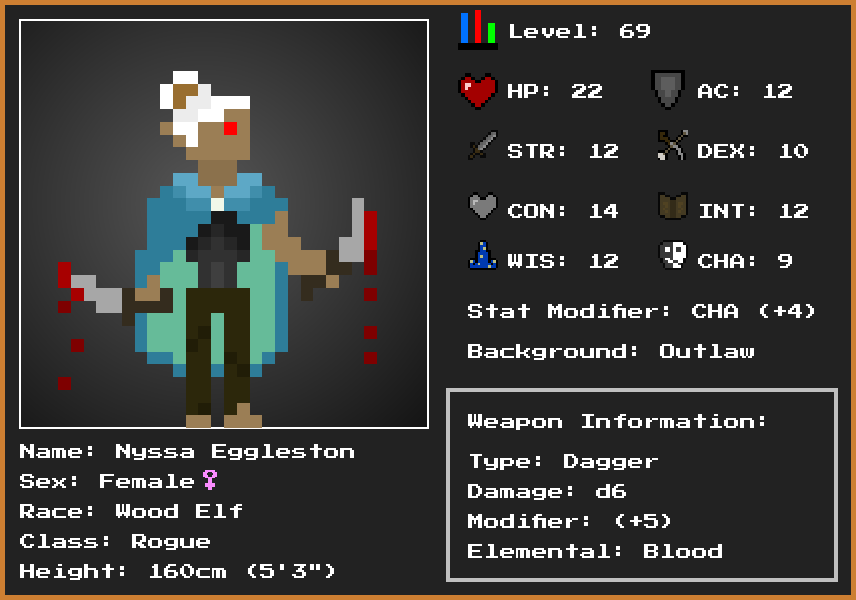 Level: 69
HP: 22 AC: 12
STR: 12 DEX: 10
CON: 14 INT: 12
WIS: 12 CHA: 9
Stat Modifier: CHA (+4)
Background: Outlaw
Name: Nyssa Eggleston
Sex: Female♀
Race: Wood Elf
Class: Rogue
Height: 160cm (5'3")
Weapon Information:
Type: Dagger
Damage: d6
Modifier: (+5)
Elemental: Blood